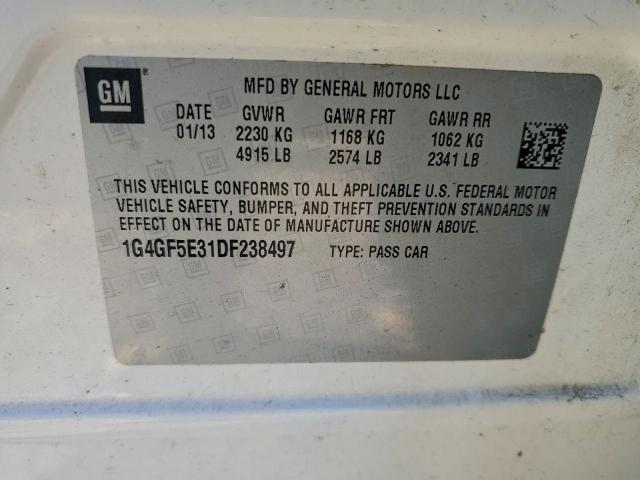 GM
MFD BY GENERAL MOTORS LLC
DATE GVWR GAWR FRT GAWR RR
01/13 2230 KG 1168 KG 1062 KG
4915 LB 2574 LB 2341 LB
THIS VEHICLE CONFORMS TO ALL APPLICABLE U.S. FEDERAL MOTOR
VEHICLE SAFETY, BUMPER, AND THEFT PREVENTION STANDARDS IN
EFFECT ON THE DATE OF MANUFACTURE SHOWN ABOVE.
1G4GF5E31DF238497 TYPE: PASS CAR